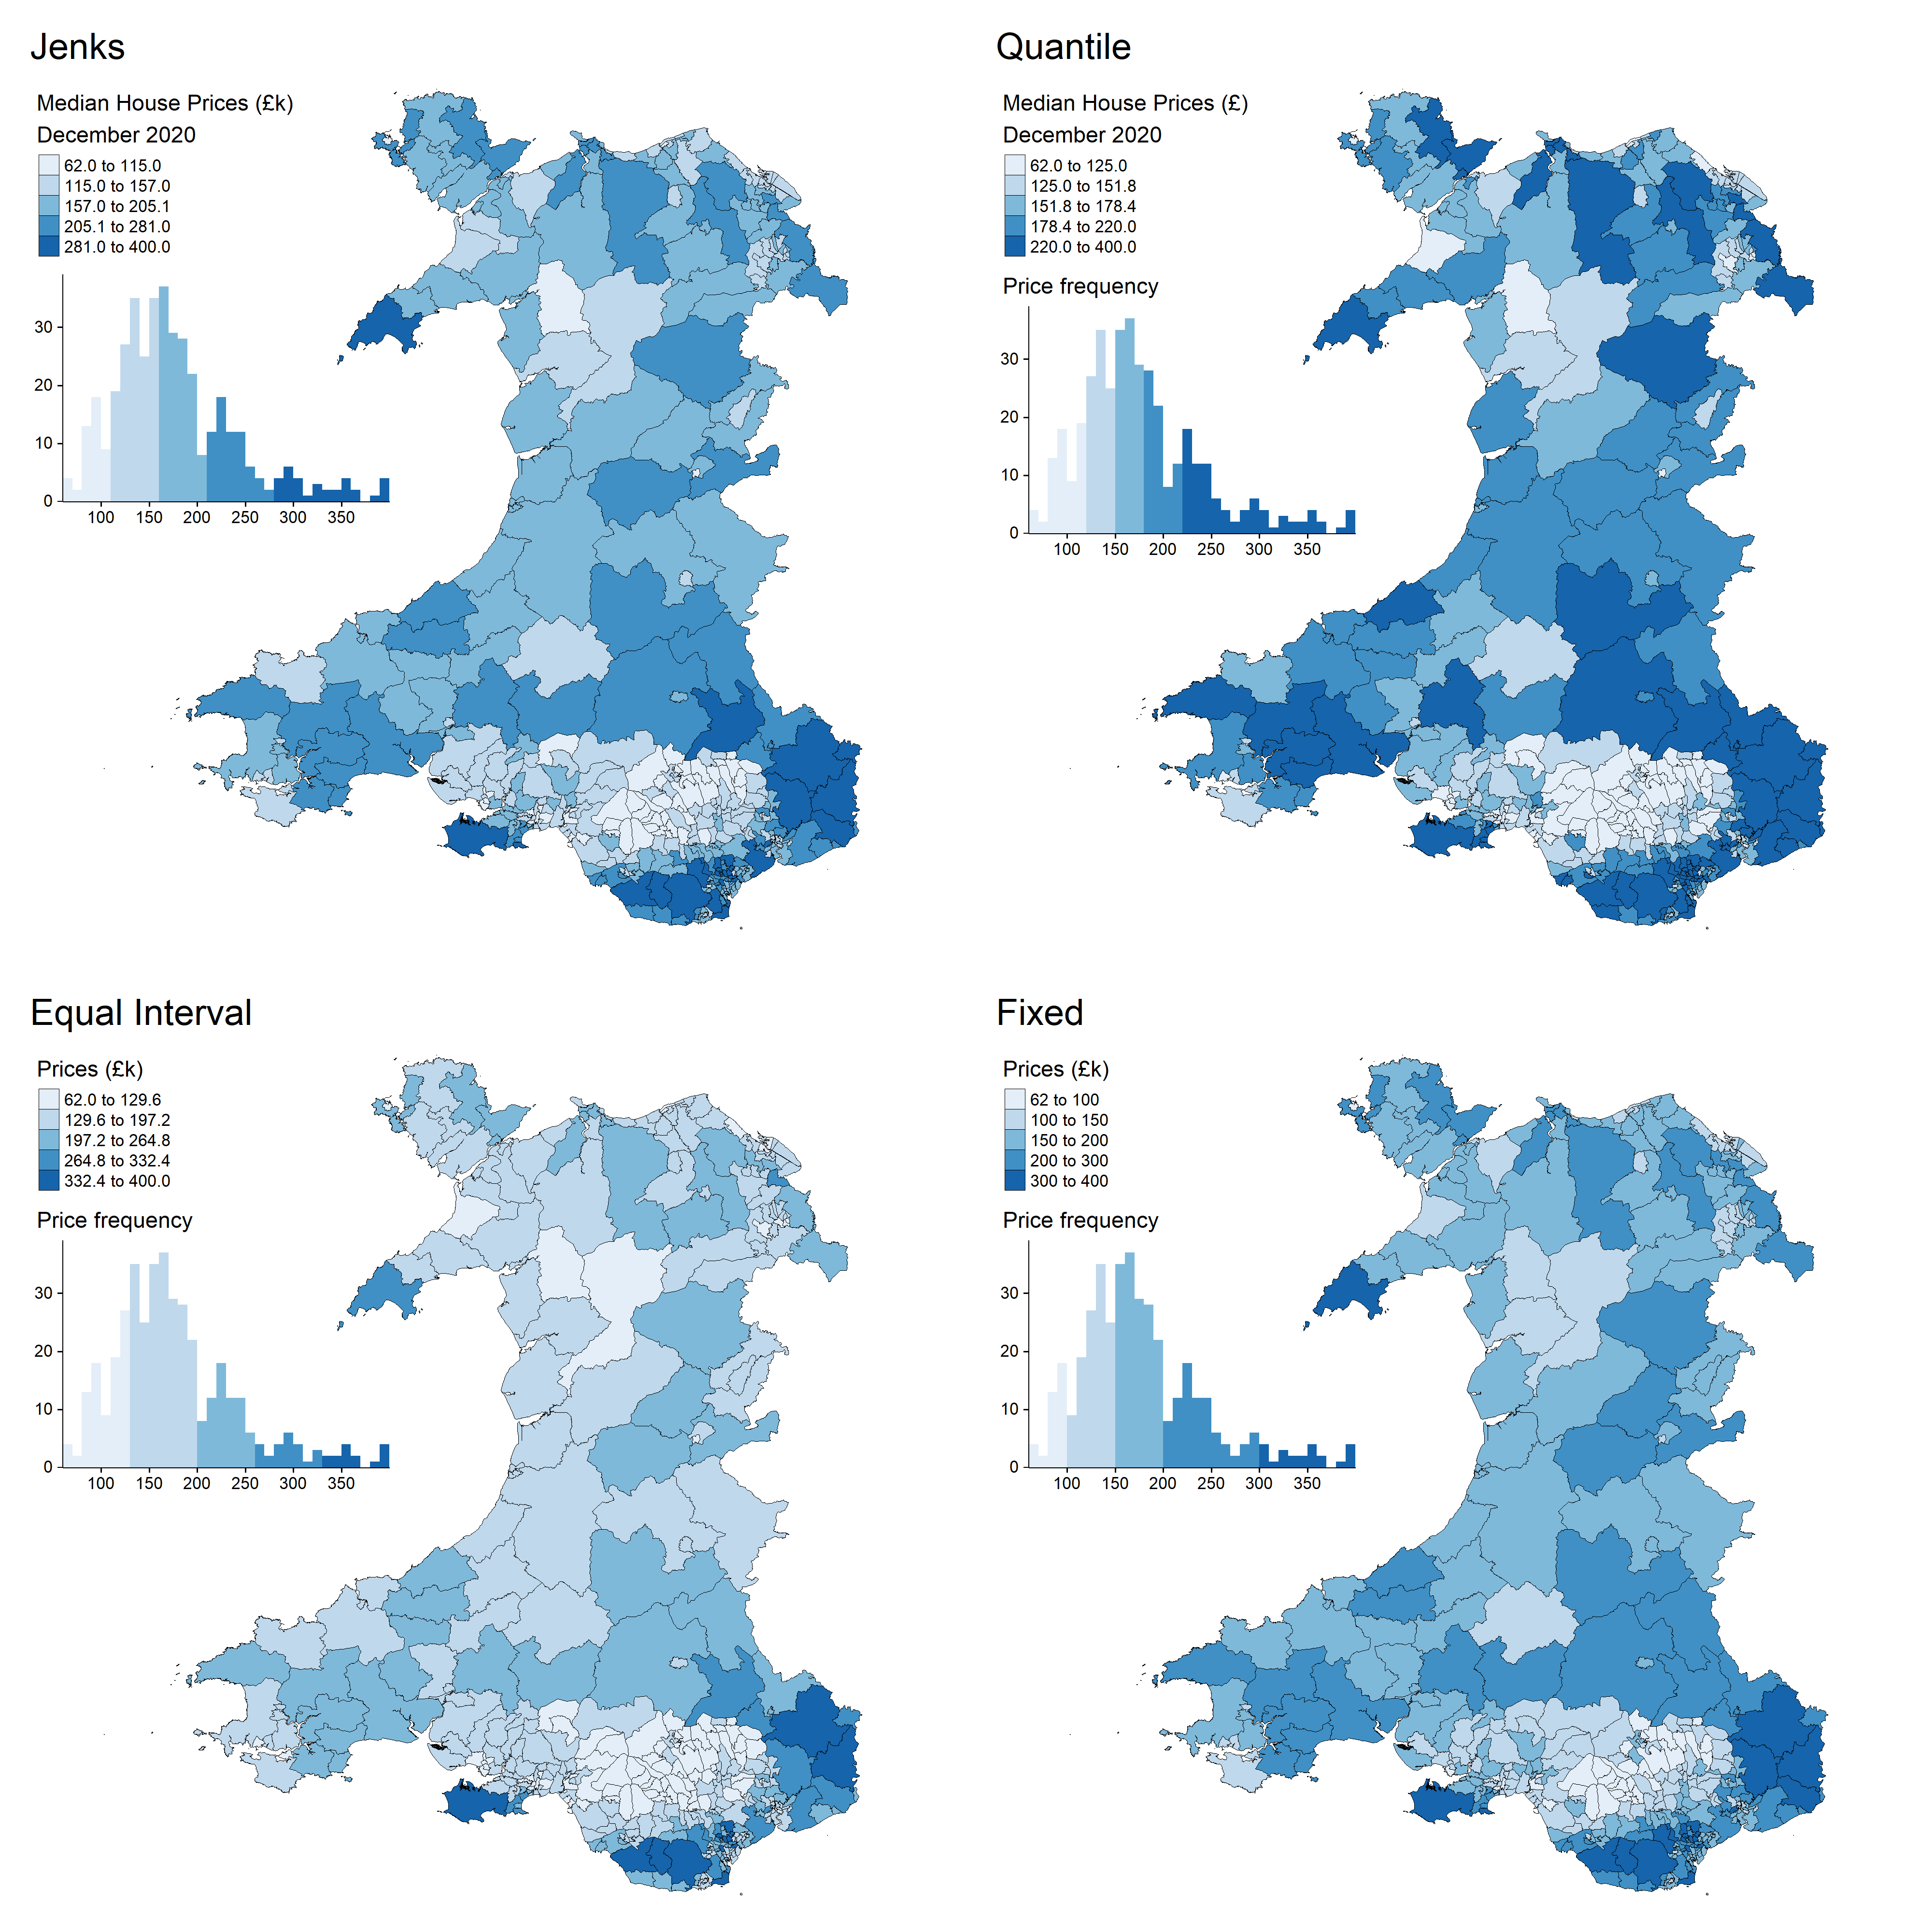 Jenks
Median House Prices (£k)
December 2020
62.0 to 115.0
115.0 to 157.0
157.0 to 205.1
205.1 to 281.0
281.0 to 400.0
30
20
10
0
100 150 200 250 300 350
Quantile
Median House Prices (£)
December 2020
62.0 to 125.0
125.0 to 151.8
151.8 to 178.4
178.4 to 220.0
220.0 to 400.0
Price frequency
30
20
10
0
100 150 200 250 300 350
Equal Interval
Prices (£k)
62.0 to 129.6
129.6 to 197.2
197.2 to 264.8
264.8 to 332.4
332.4 to 400.0
Price frequency
30
20
10
0
100 150 200 250 300 350
Fixed
Prices (£k)
62 to 100
100 to 150
150 to 200
200 to 300
300 to 400
Price frequency
30
20
10
0
100 150 200 250 300 350